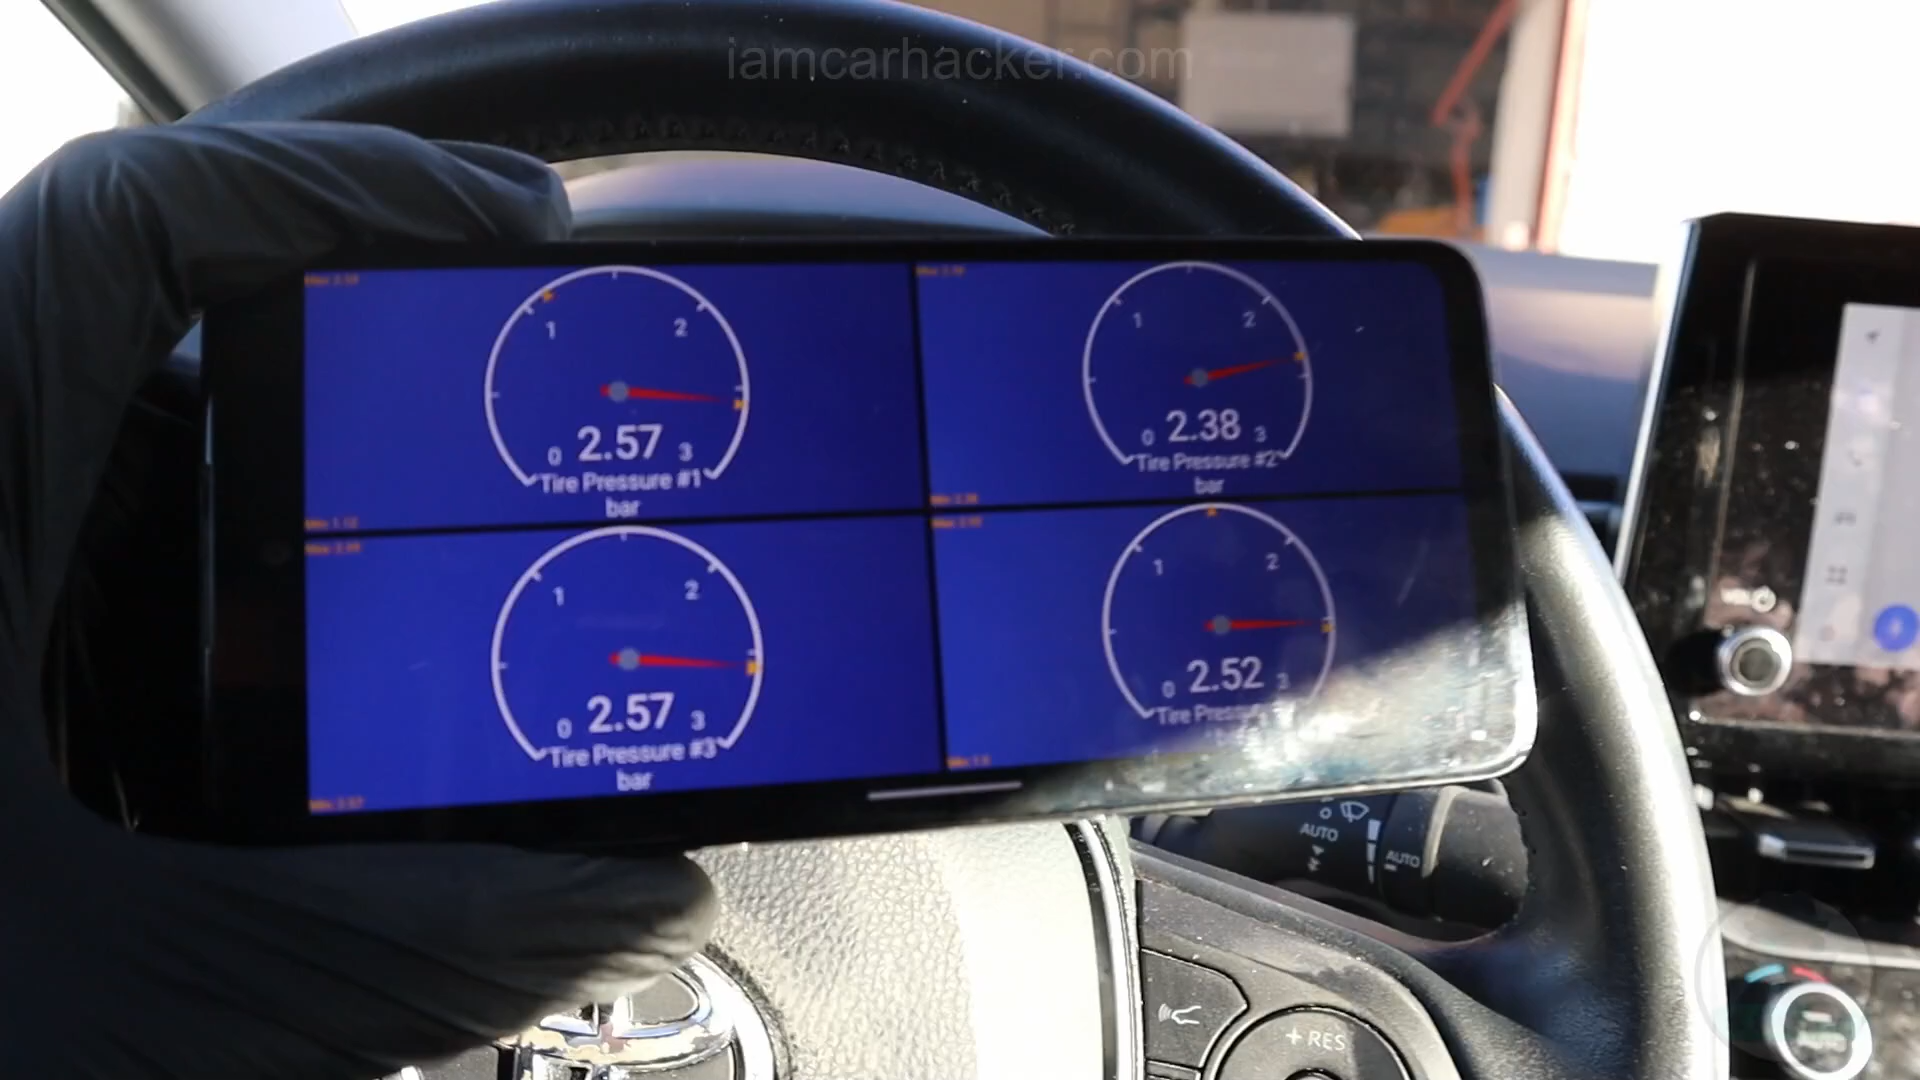 iamcarhacker.com
1
2
0
2.57
3
Tire Pressure #1
bar
1
2
0
2.38
3
Tire Pressure #2
bar
1
2
0
2.57
3
Tire Pressure #3
bar
1
2
0
2.52
3
Tire
AUTO
AUTO
+RES